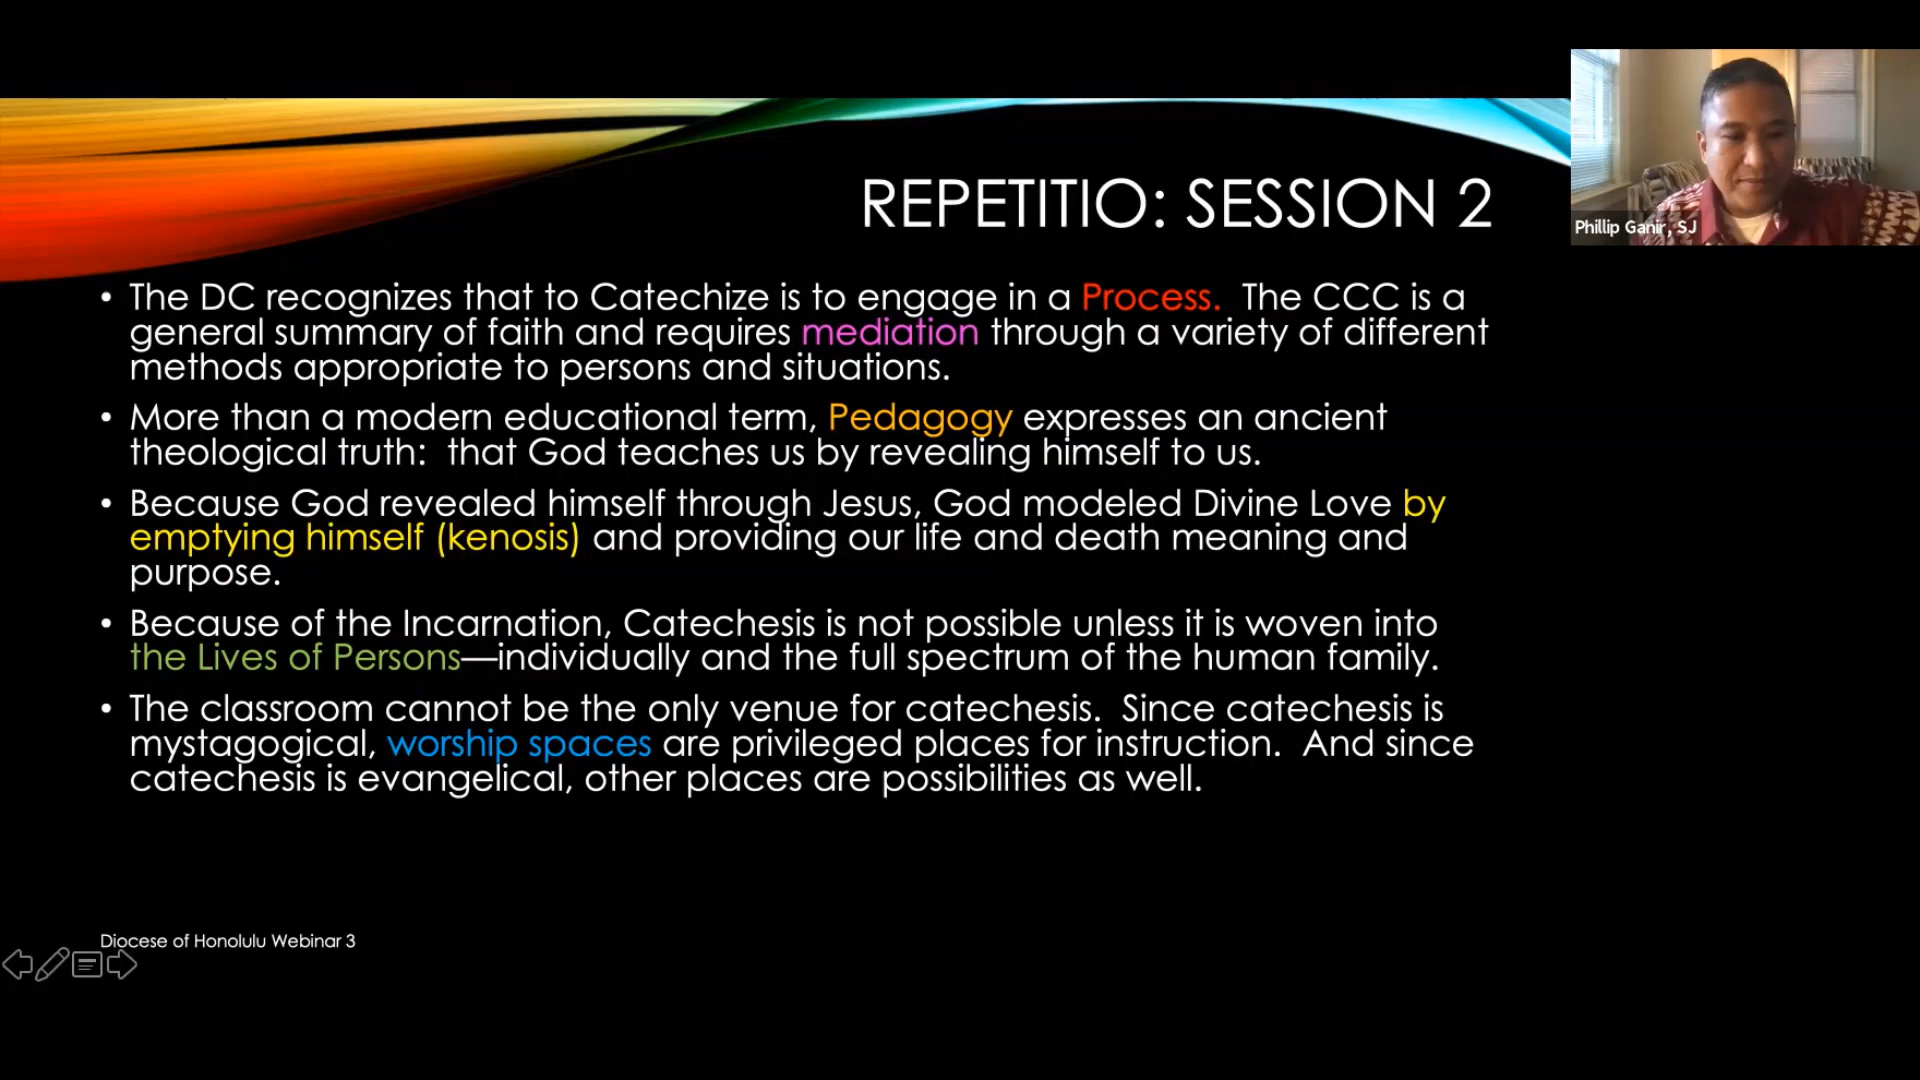 REPETITIO: SESSION 2
Phillip Ganir, SJ
• The DC recognizes that to Catechize is to engage in a Process.  The CCC is a
general summary of faith and requires mediation through a variety of different
methods appropriate to persons and situations.
• More than a modern educational term, Pedagogy expresses an ancient
theological truth:  that God teaches us by revealing himself to us.
• Because God revealed himself through Jesus, God modeled Divine Love by
emptying himself (kenosis) and providing our life and death meaning and
purpose.
• Because of the Incarnation, Catechesis is not possible unless it is woven into
the Lives of Persons—individually and the full spectrum of the human family.
• The classroom cannot be the only venue for catechesis.  Since catechesis is
mystagogical, worship spaces are privileged places for instruction.  And since
catechesis is evangelical, other places are possibilities as well.
Diocese of Honolulu Webinar 3